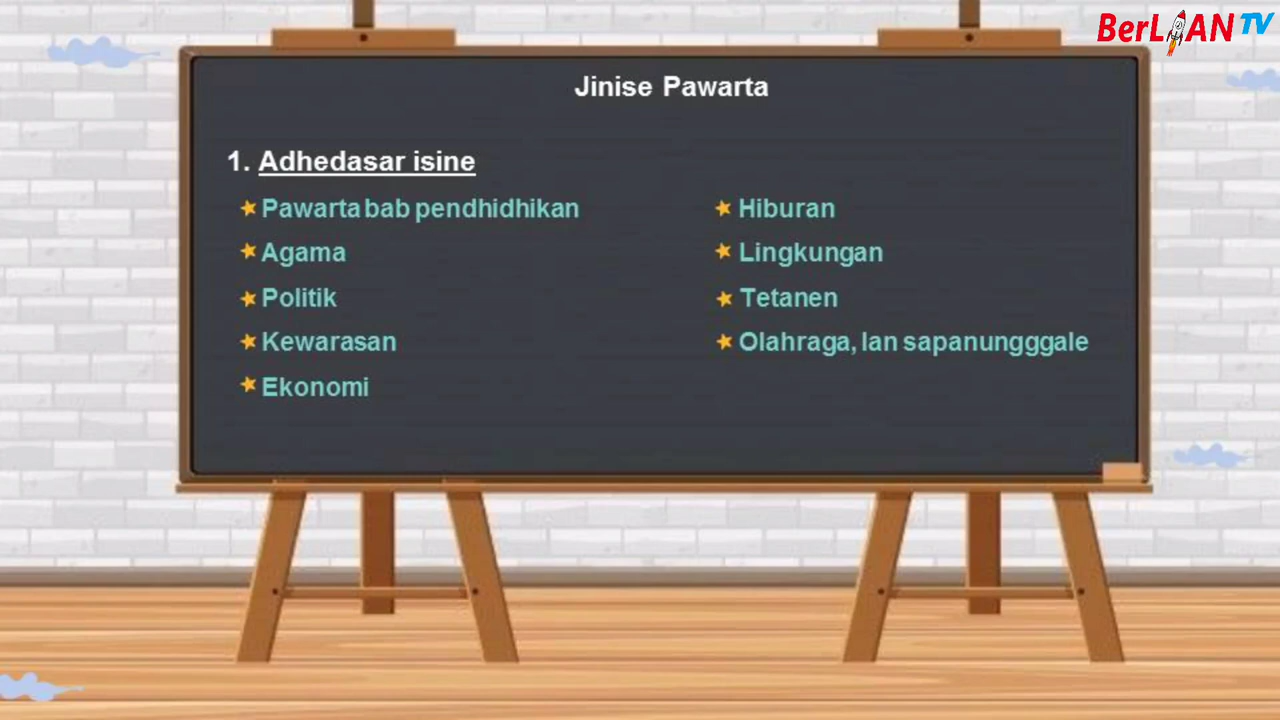 BerLIAN TV
Jinise Pawarta
1. Adhedasar isine
Pawarta bab pendhidhikan
Agama
Politik
Kewarasan
Ekonomi
Hiburan
Lingkungan
Tetanen
Olahraga, lan sapanungggale